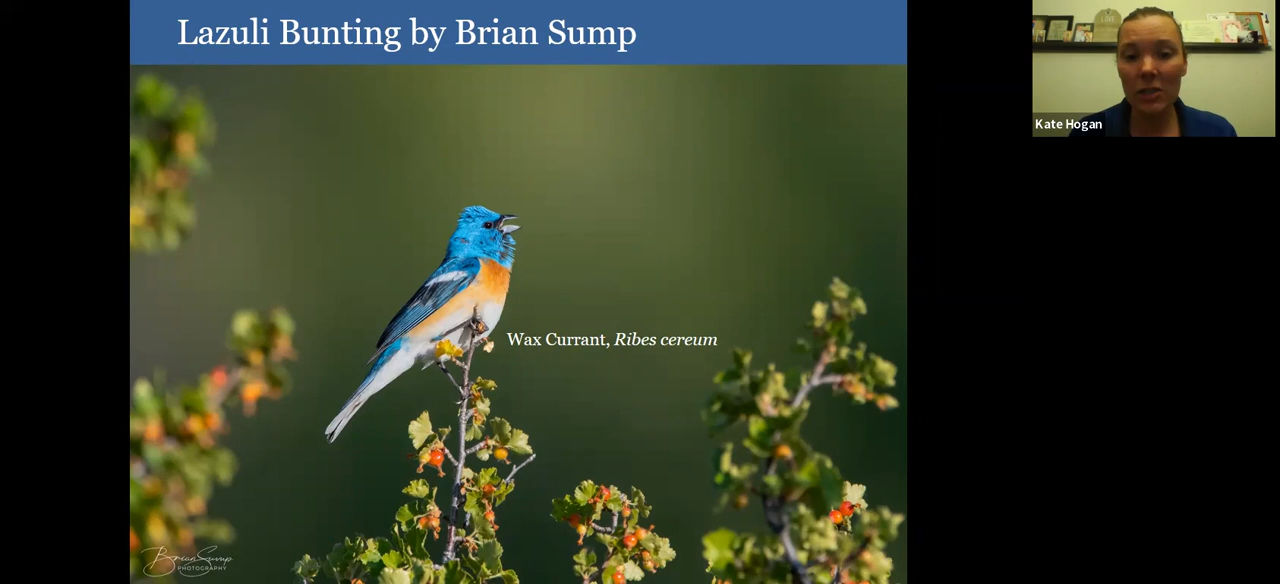 Lazuli Bunting by Brian Sump
Kate Hogan
Wax Currant, Ribes cereum
Brian Sump
PHOTOGRAPHY